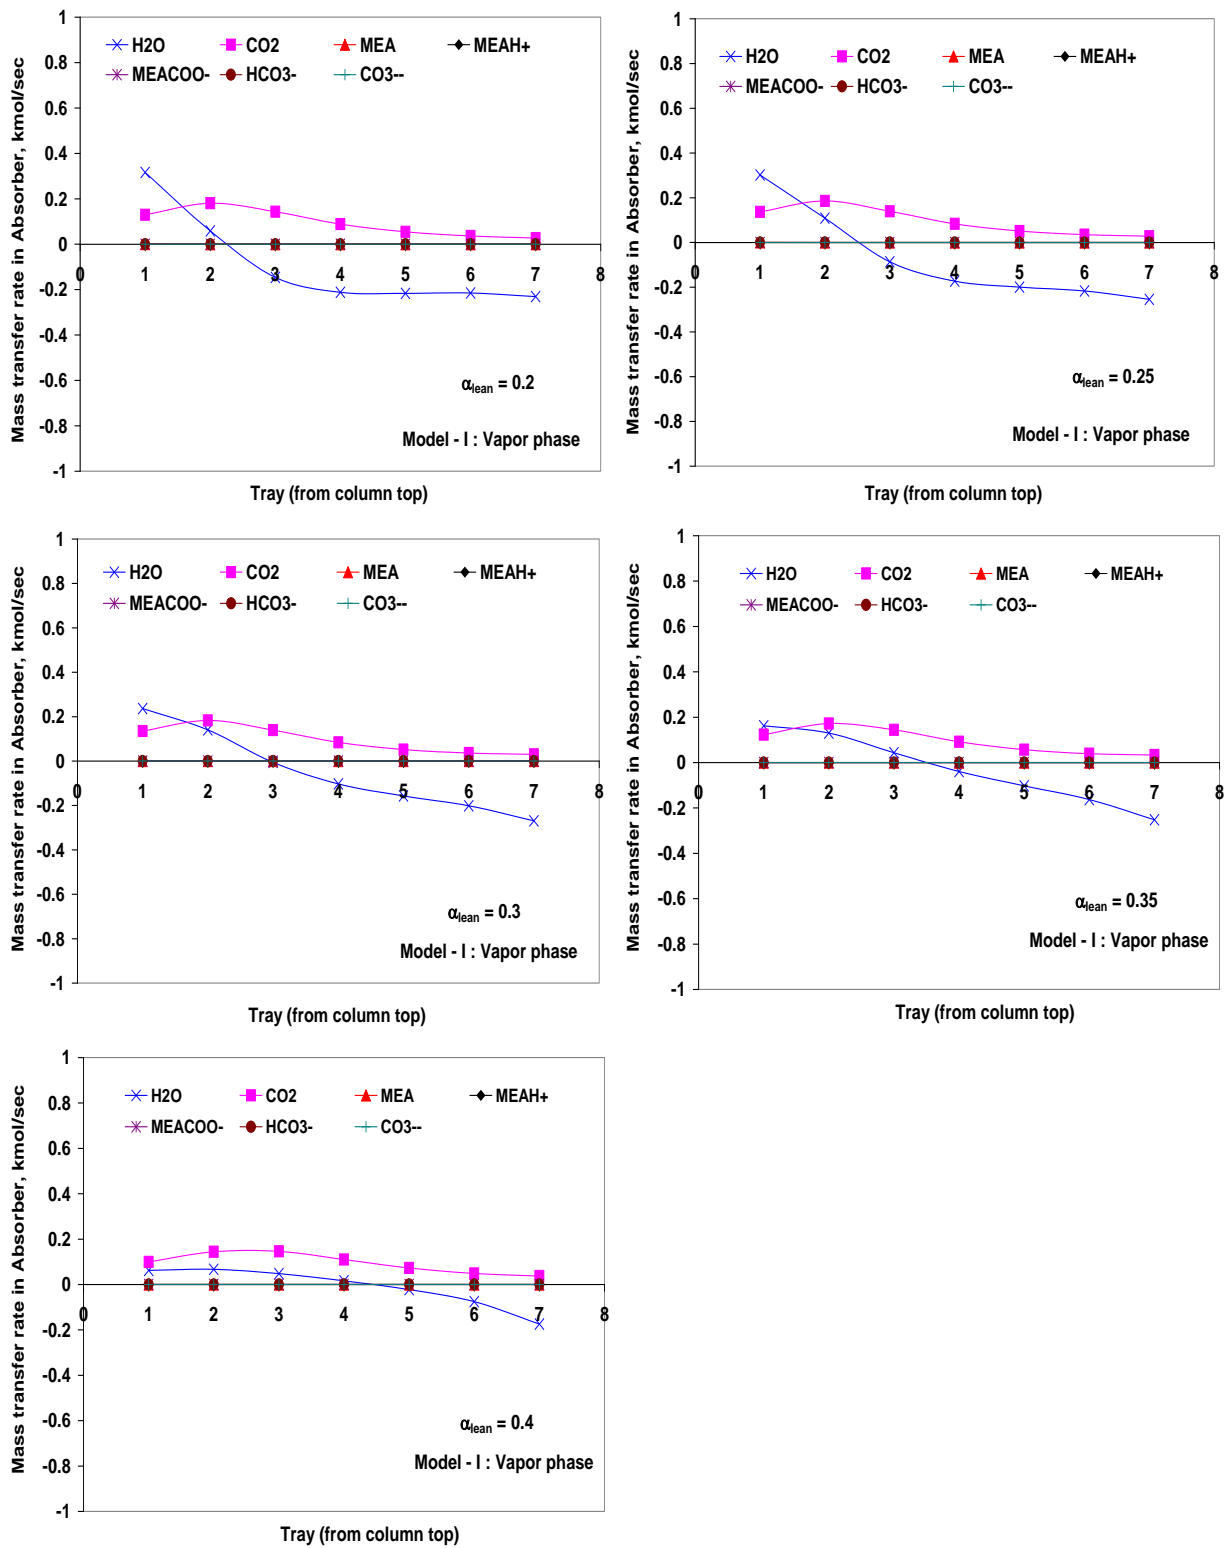 Mass transfer rate in Absorber, kmol/sec
1
0.8
0.6
0.4
0.2
0
-0.2
-0.4
-0.6
-0.8
-1
H2O CO2 MEA MEAH+
MEACOO- HCO3- CO3--
0 1 2 3 4 5 6 7 8
αlean = 0.2
Model - I : Vapor phase
Tray (from column top)
Mass transfer rate in Absorber, kmol/sec
1
0.8
0.6
0.4
0.2
0
-0.2
-0.4
-0.6
-0.8
-1
H2O CO2 MEA MEAH+
MEACOO- HCO3- CO3--
0 1 2 3 4 5 6 7 8
αlean = 0.25
Model - I : Vapor phase
Tray (from column top)
Mass transfer rate in Absorber, kmol/sec
1
0.8
0.6
0.4
0.2
0
-0.2
-0.4
-0.6
-0.8
-1
H2O CO2 MEA MEAH+
MEACOO- HCO3- CO3--
0 1 2 3 4 5 6 7 8
αlean = 0.3
Model - I : Vapor phase
Tray (from column top)
Mass transfer rate in Absorber, kmol/sec
1
0.8
0.6
0.4
0.2
0
-0.2
-0.4
-0.6
-0.8
-1
H2O CO2 MEA MEAH+
MEACOO- HCO3- CO3--
0 1 2 3 4 5 6 7 8
αlean = 0.35
Model - I : Vapor phase
Tray (from column top)
Mass transfer rate in Absorber, kmol/sec
1
0.8
0.6
0.4
0.2
0
-0.2
-0.4
-0.6
-0.8
-1
H2O CO2 MEA MEAH+
MEACOO- HCO3- CO3--
0 1 2 3 4 5 6 7 8
αlean = 0.4
Model - I : Vapor phase
Tray (from column top)